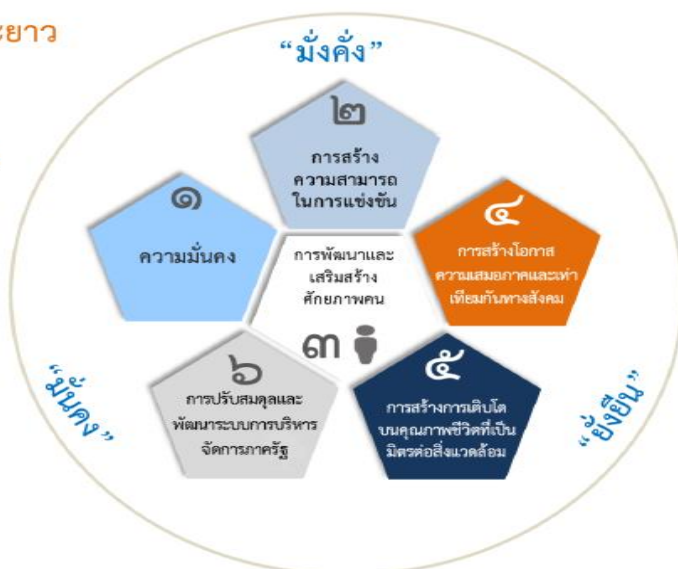 ะยาว
“มั่งคั่ง”
๒
การสร้าง
ความสามารถ
ในการแข่งขัน
๑
ความมั่นคง
๔
การสร้างโอกาส
ความเสมอภาคและเท่า
เทียมกันทางสังคม
การพัฒนาและ
เสริมสร้าง
ศักยภาพคน
๓
๖
การปรับสมดุลและ
พัฒนาระบบการบริหาร
จัดการภาครัฐ
๕
การสร้างการเติบโต
บนคุณภาพชีวิตที่เป็น
มิตรต่อสิ่งแวดล้อม
“มั่นคง”
“ยั่งยืน”